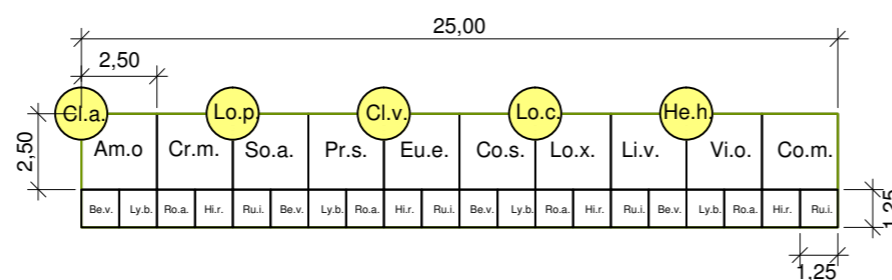 25,00
2,50
Cl.a. Lo.p. Cl.v. Lo.c. He.h.
2,50
Am.o Cr.m. So.a. Pr.s. Eu.e. Co.s. Lo.x. Li.v. Vi.o. Co.m.
Be.v. Ly.b. Ro.a. Hi.r. Ru.i. Be.v. Ly.b. Ro.a. Hi.r. Ru.i. Be.v. Ly.b. Ro.a. Hi.r. Ru.i. Be.v. Ly.b. Ro.a. Hi.r. Ru.i.
1,25
1,25